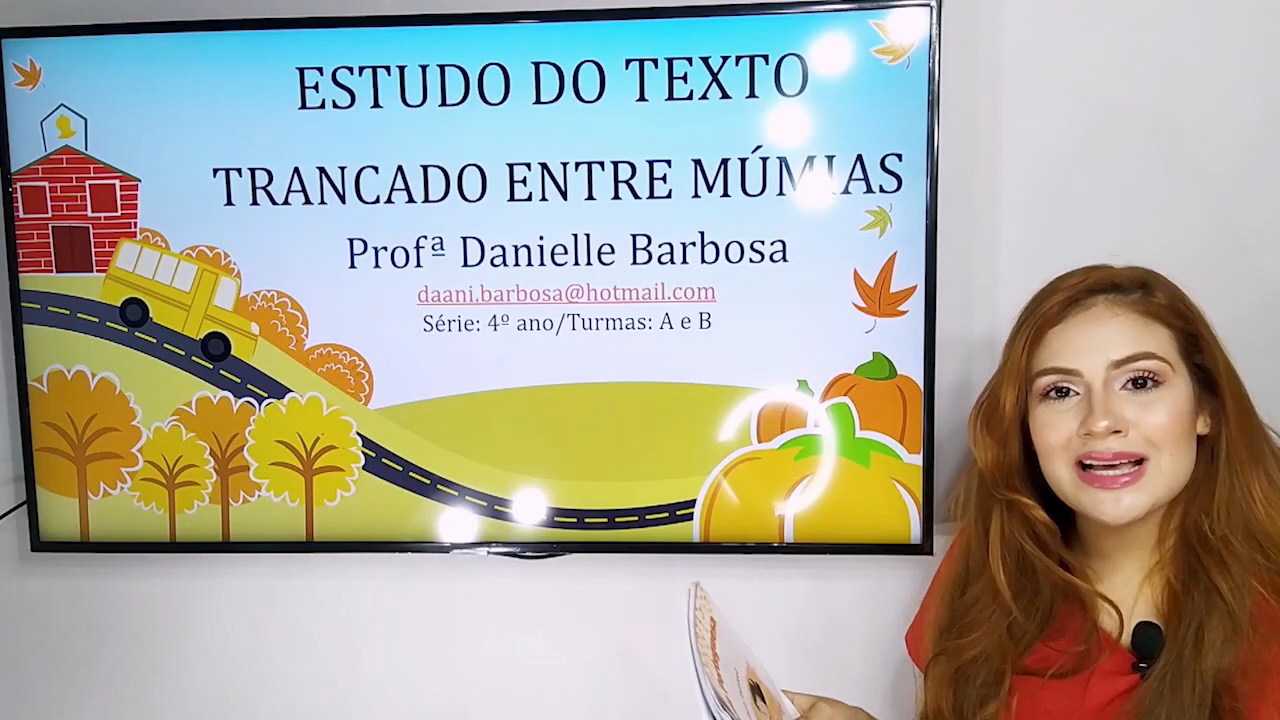 ESTUDO DO TEXTO
TRANCADO ENTRE MÚMIAS
Profª Danielle Barbosa
daani.barbosa@hotmail.com
Série: 4º ano/Turmas: A e B